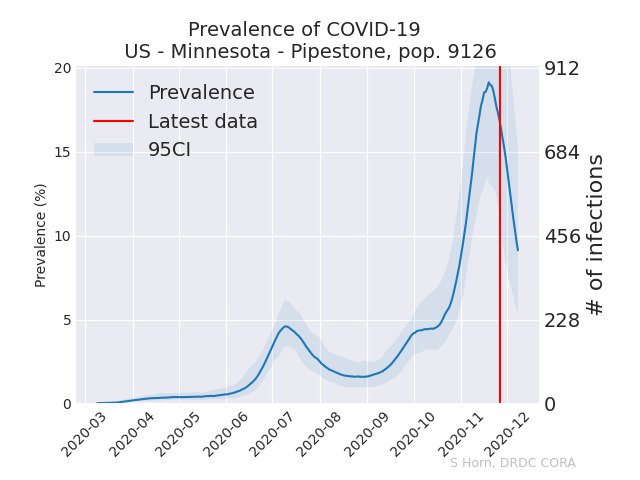 Prevalence of COVID-19
US - Minnesota - Pipestone, pop. 9126
Prevalence
Latest data
95CI
Prevalence (%)
20
15
10
5
0
912
684
456
228
0
# of infections
2020-03
2020-04
2020-05
2020-06
2020-07
2020-08
2020-09
2020-10
2020-11
2020-12
S Horn, DRDC CORA